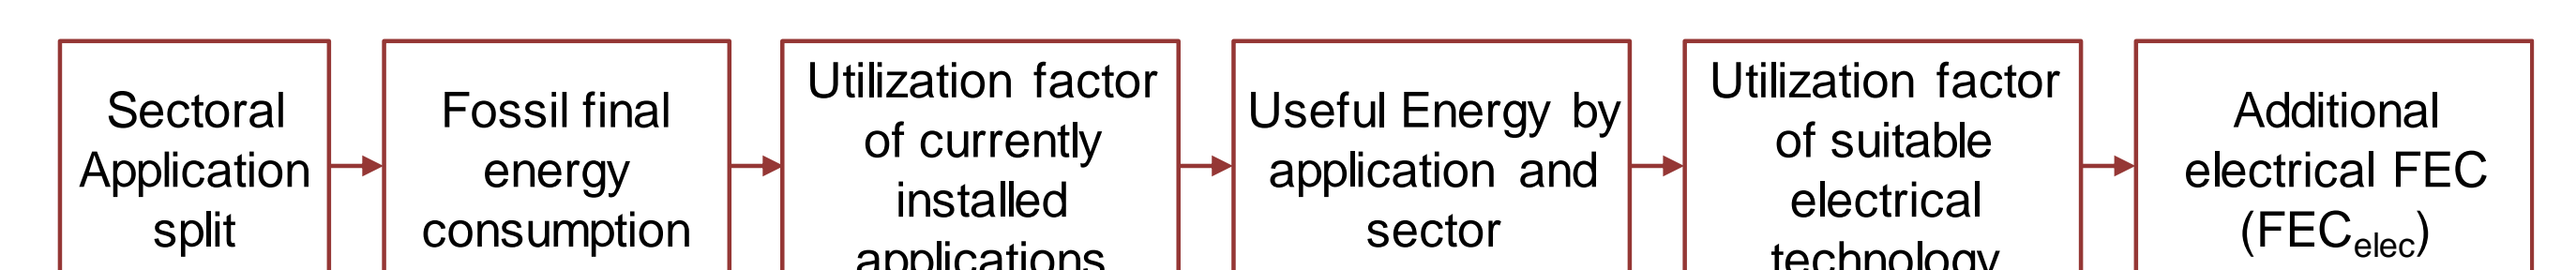 Sectoral
Application
split
Fossil final
energy
consumption
Utilization factor
of currently
installed
applications
Useful Energy by
application and
sector
Utilization factor
of suitable
electrical
technology
Additional
electrical FEC
(FECelec)